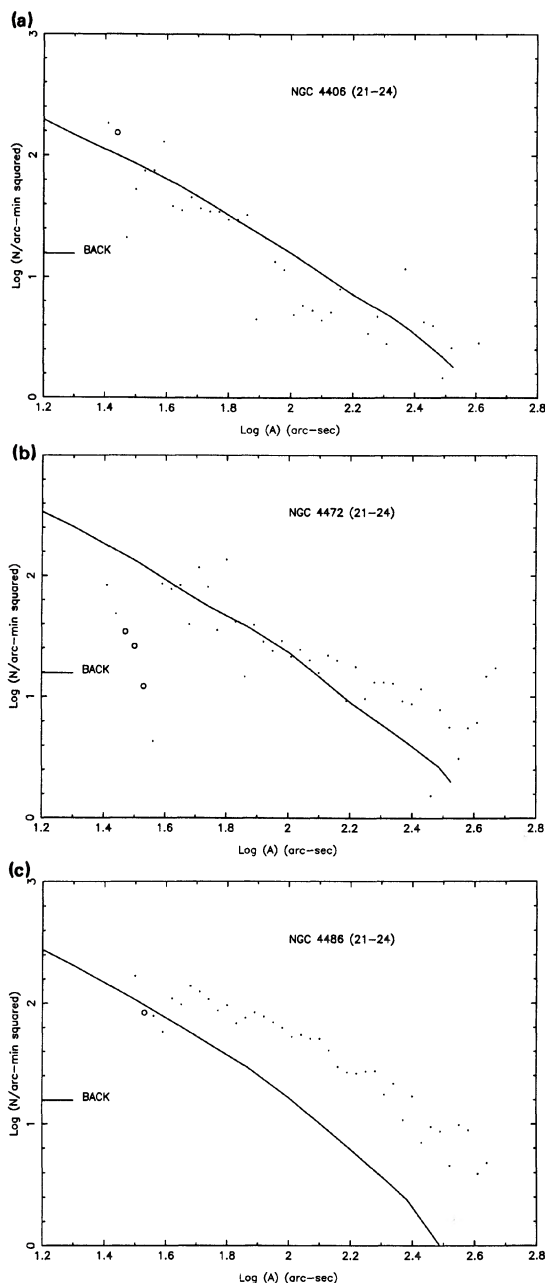 (a)
3
NGC 4406 (21-24)
2
Log (N/arc-min squared)
BACK
1
0
1.2 1.4 1.6 1.8 2 2.2 2.4 2.6 2.8
Log (A) (arc-sec)
(b)
NGC 4472 (21-24)
2
Log (N/arc-min squared)
BACK
1
0
1.2 1.4 1.6 1.8 2 2.2 2.4 2.6 2.8
Log (A) (arc-sec)
(c)
3
NGC 4486 (21-24)
2
Log (N/arc-min squared)
BACK
1
0
1.2 1.4 1.6 1.8 2 2.2 2.4 2.6 2.8
Log (A) (arc-sec)